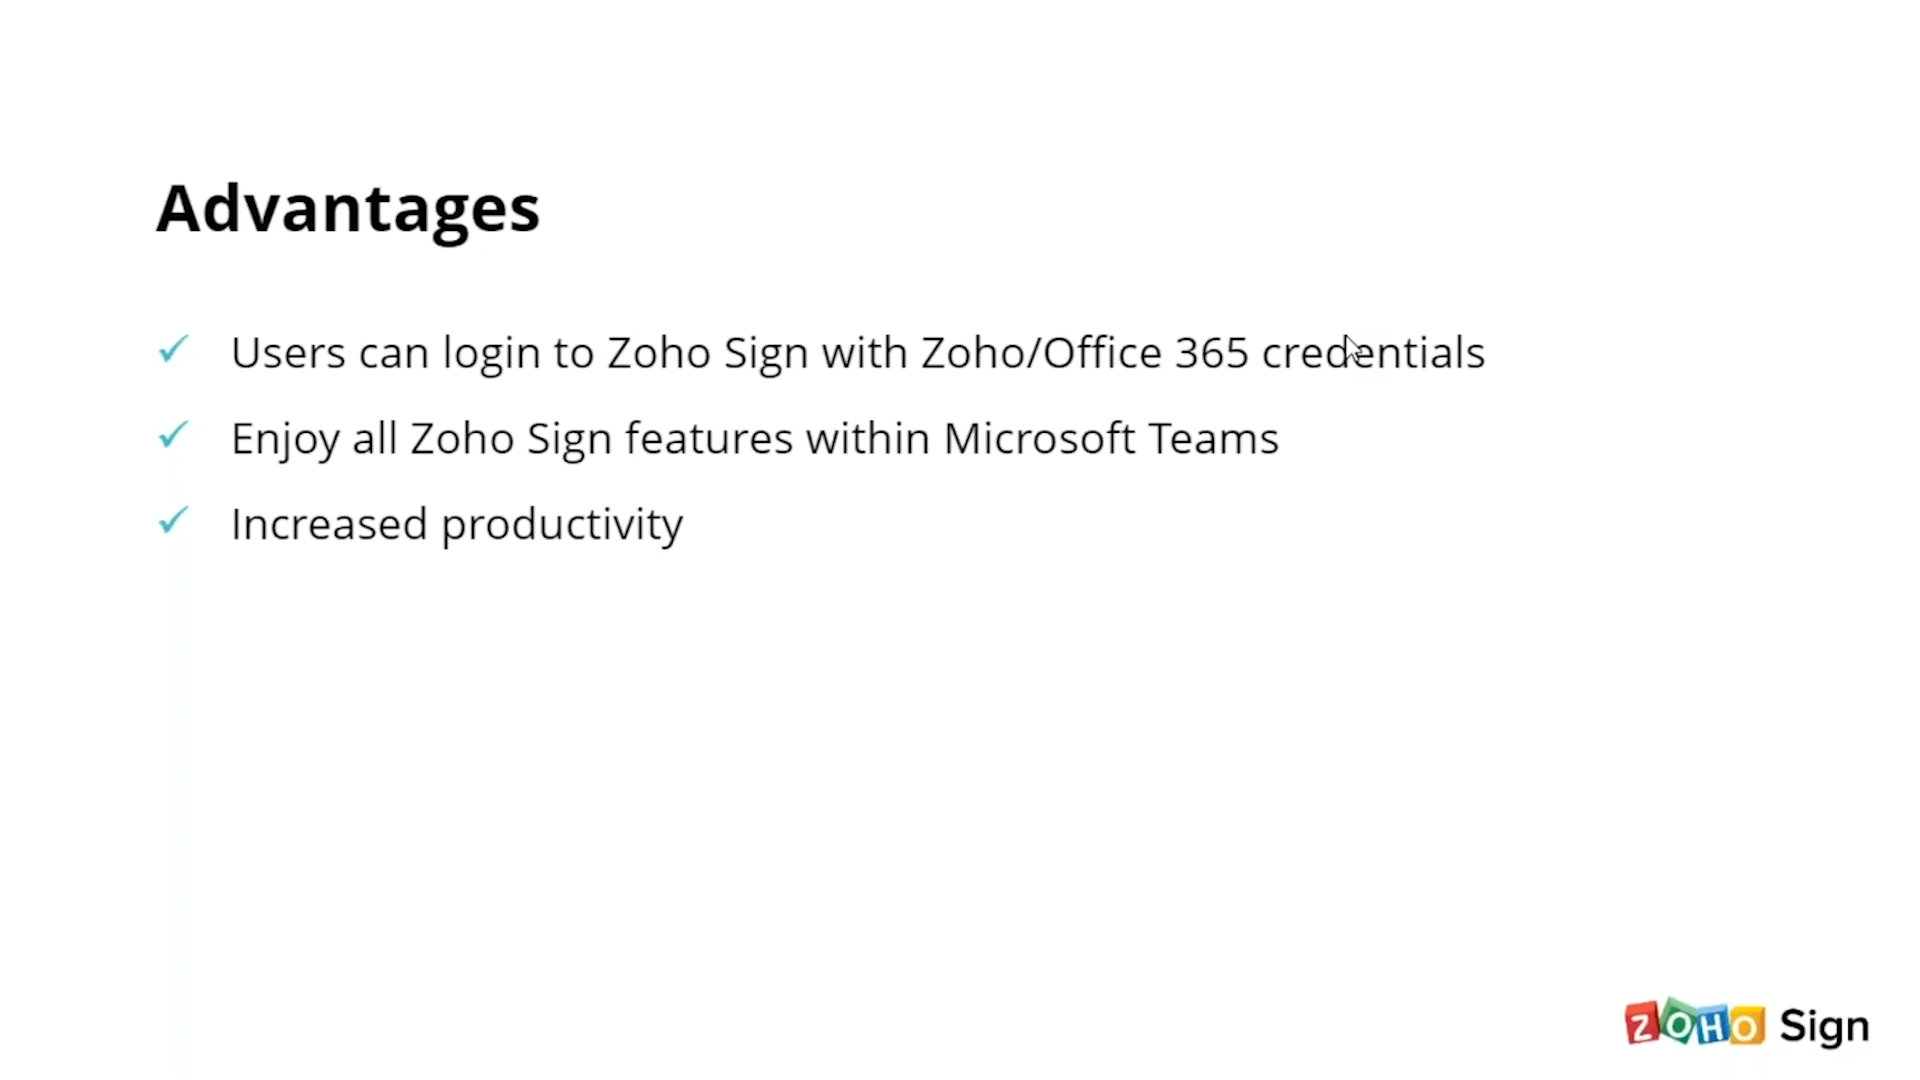 Advantages
Users can login to Zoho Sign with Zoho/Office 365 credentials
Enjoy all Zoho Sign features within Microsoft Teams
Increased productivity
ZOHO Sign